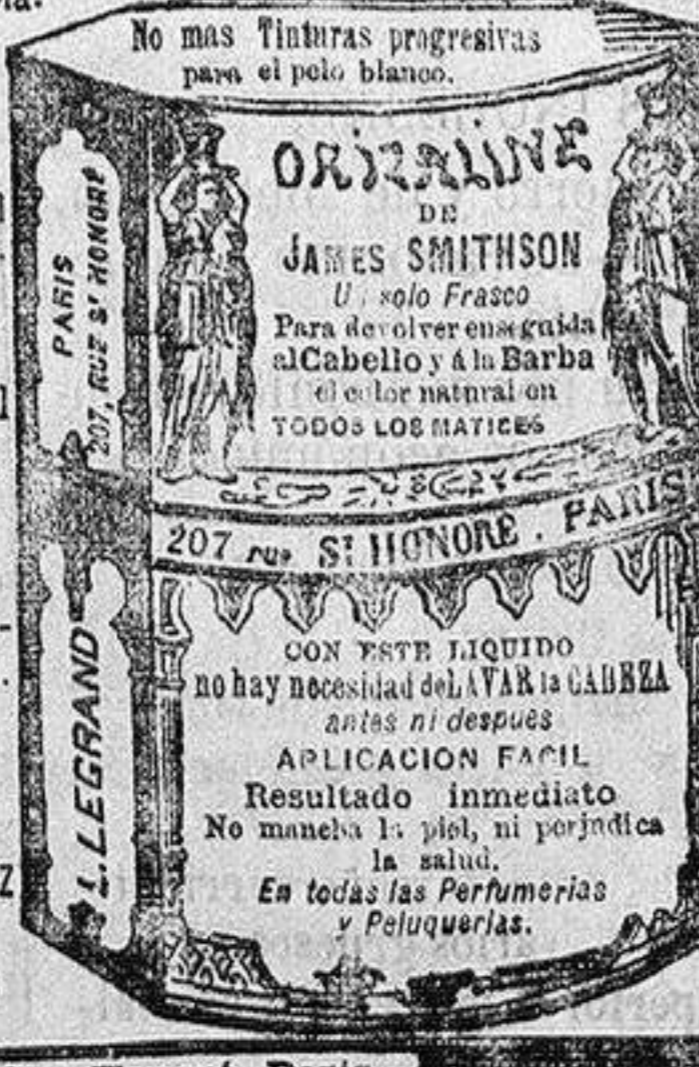 No mas Tinturas progresivas
para el pelo blanco.
ORIZALINE
DE
JAMES SMITHSON
solo Frasco
Para devolver enseguida
al Cabello y á la Barba
el color natural en
TODOS LOS MATICES
207 rue St HONORE . PARIS
PARIS
207, RUE St HONORÉ
L. LEGRAND
CON ESTE LIQUIDO
no hay necesidad de LAVAR la CABEZA
antes ni despues
APLICACION FACIL
Resultado inmediato
No mancha la piel, ni perjudica
la salud.
En todas las Perfumerias
y Peluquerias.